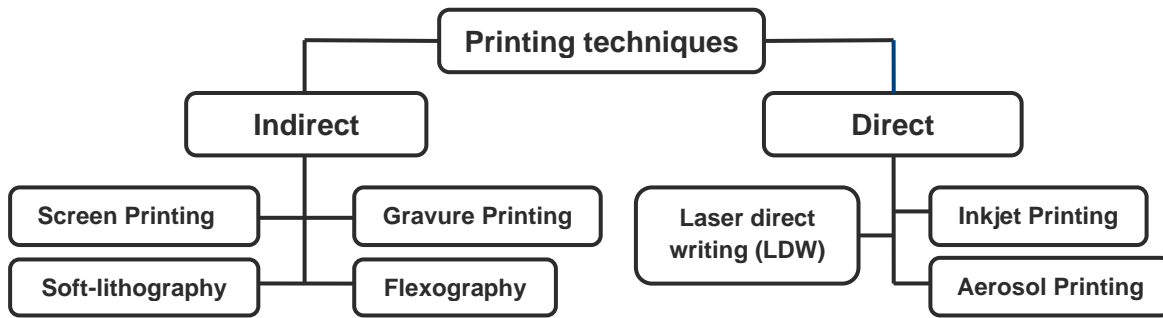 Printing techniques
Indirect
Direct
Screen Printing
Gravure Printing
Soft-lithography
Flexography
Laser direct
writing (LDW)
Inkjet Printing
Aerosol Printing